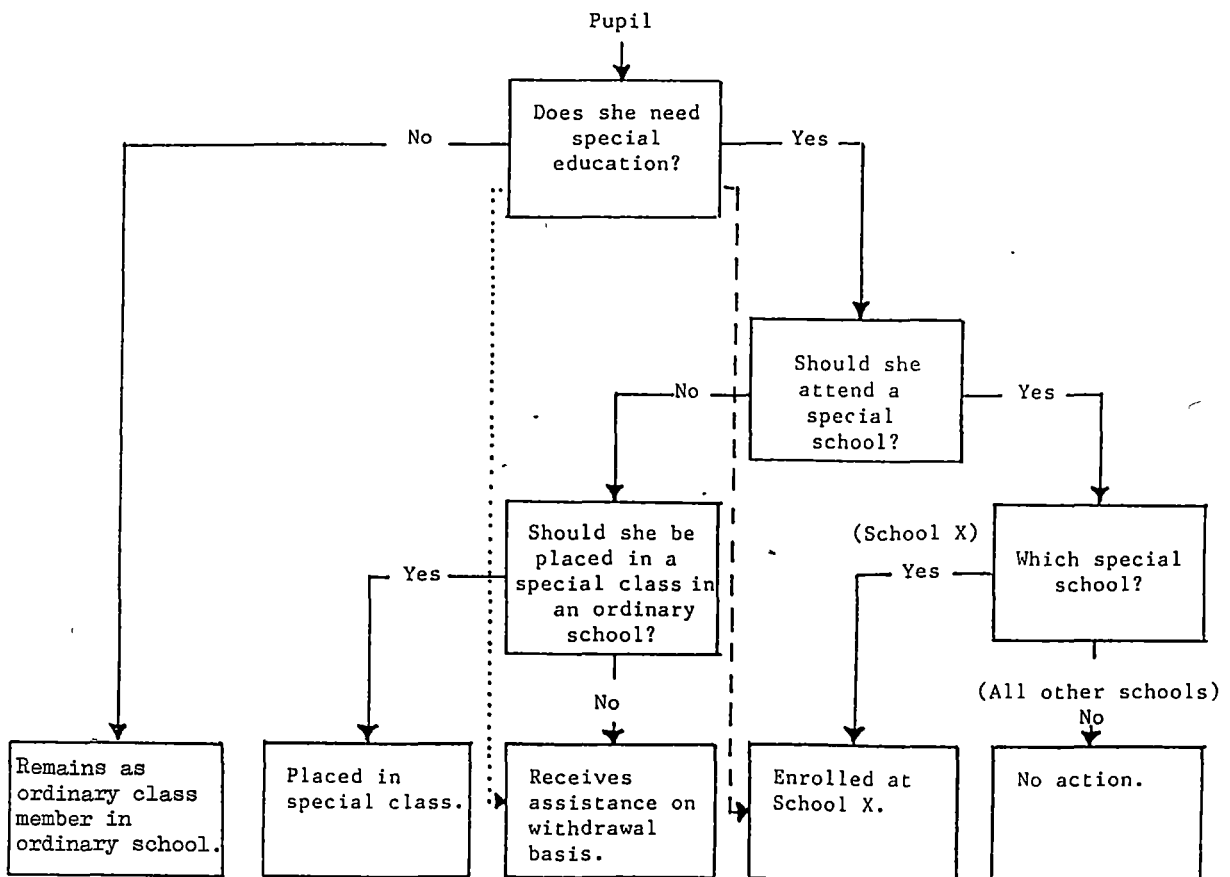 Pupil
Does she need
special
education?
No
Yes
Should she
attend a
special
school?
No
Yes
Should she be
placed in a
special class in
an ordinary
school?
(School X)
Yes
Yes
Which special
school?
No
(All other schools)
No
Remains as
ordinary class
member in
ordinary school.
Placed in
special class.
Receives
assistance on
withdrawal
basis.
Enrolled at
School X.
No action.